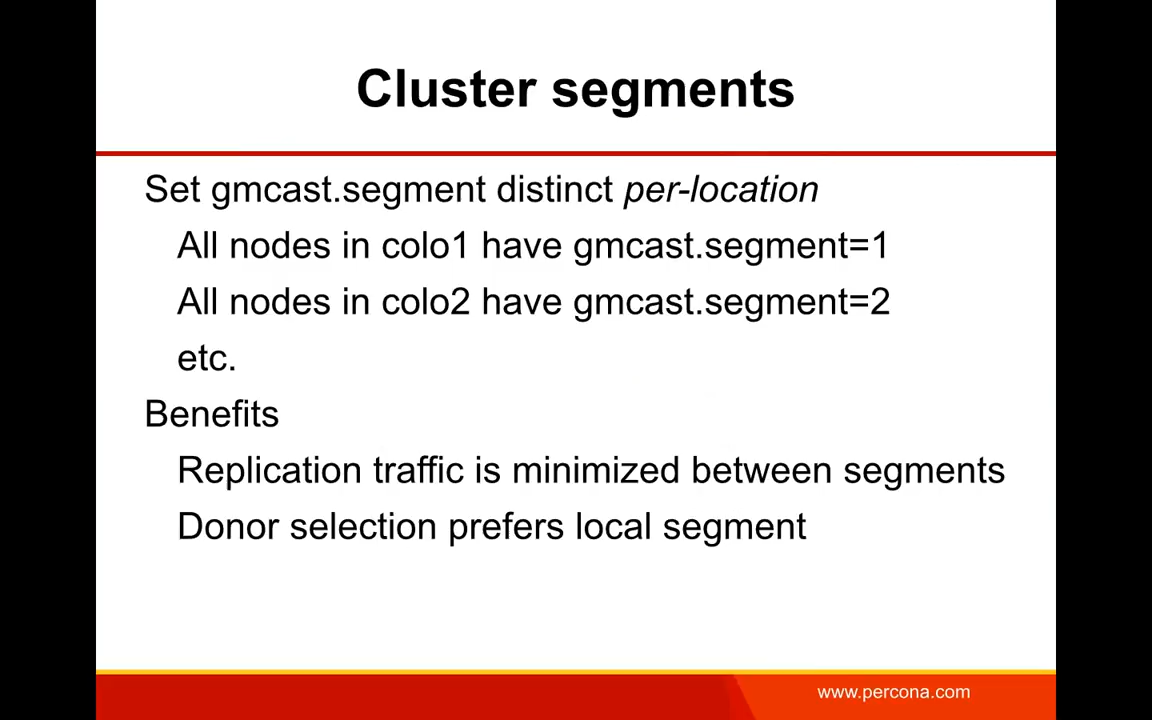 Cluster segments
Set gmcast.segment distinct per-location
All nodes in colo1 have gmcast.segment=1
All nodes in colo2 have gmcast.segment=2
etc.
Benefits
Replication traffic is minimized between segments
Donor selection prefers local segment
www.percona.com